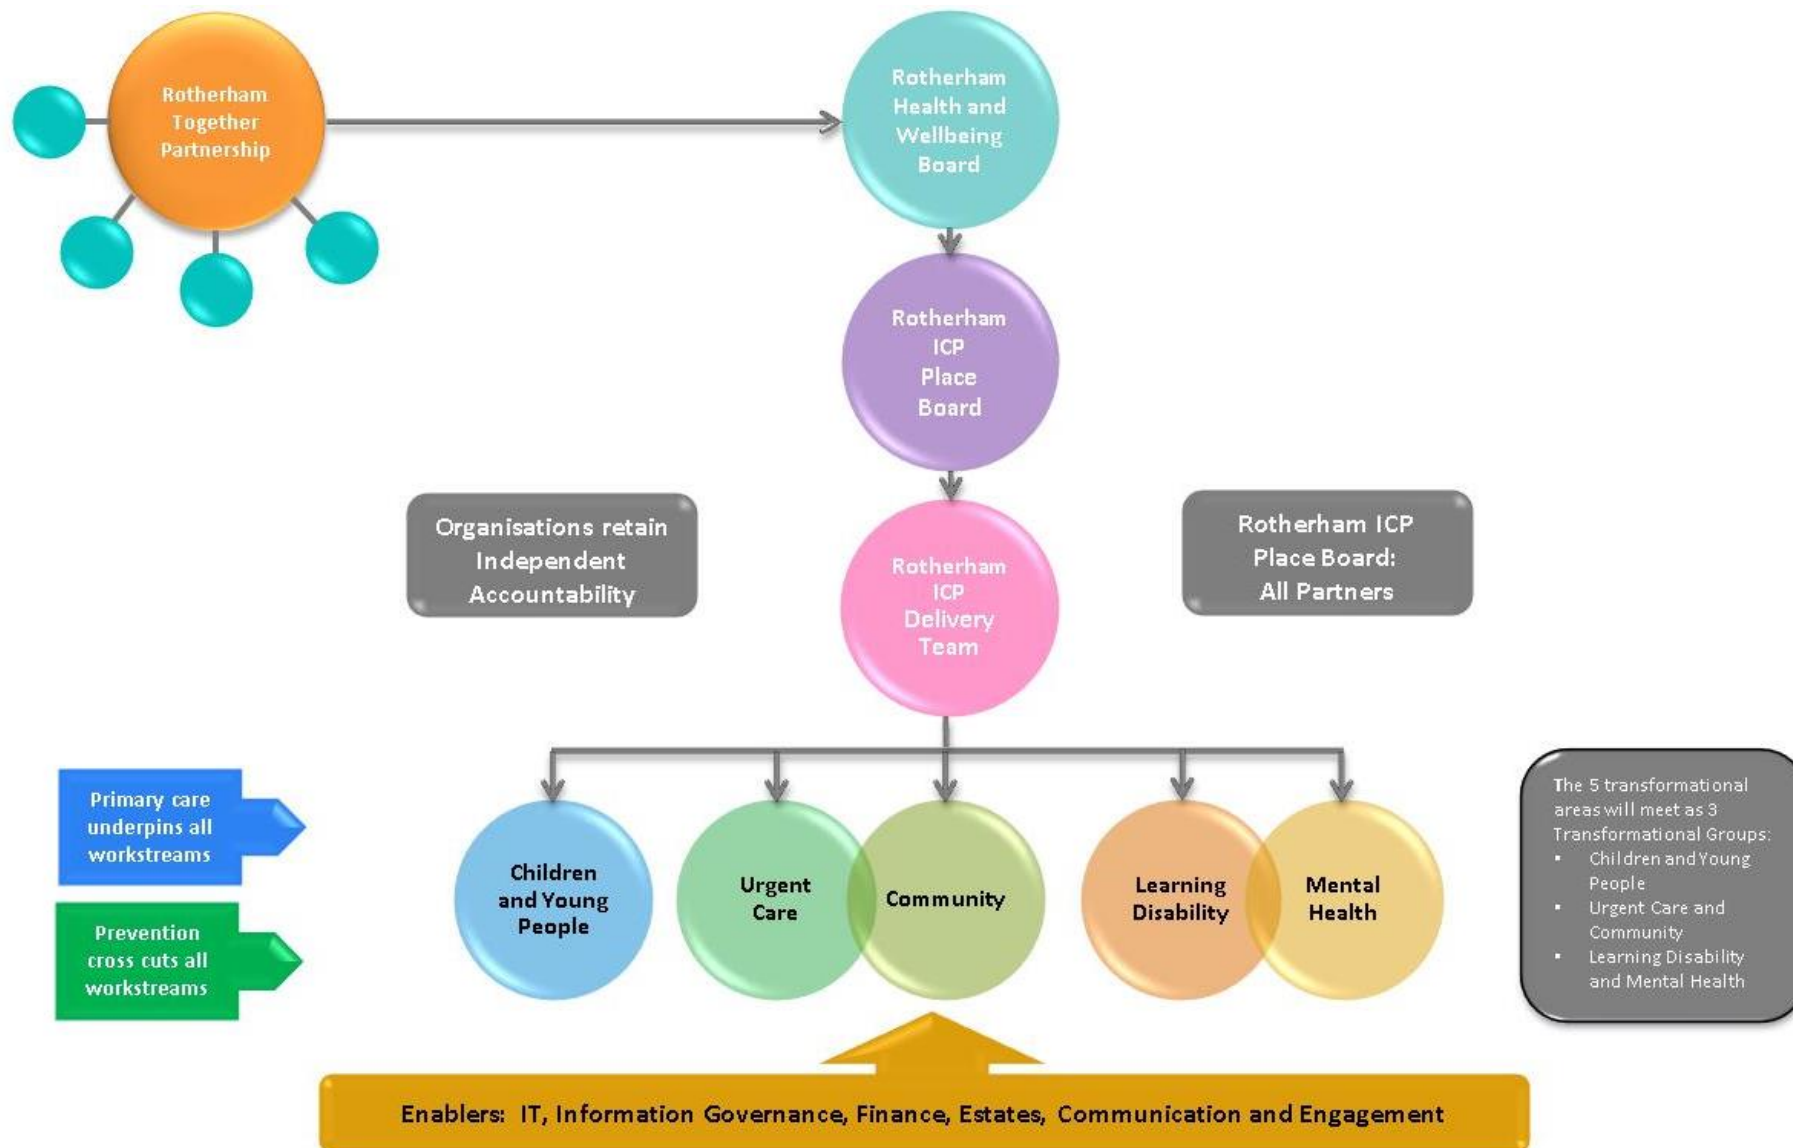 Rotherham
Together
Partnership
Rotherham
Health and
Wellbeing
Board
Rotherham
ICP
Place
Board
Organisations retain
Independent
Accountability
Rotherham
ICP
Delivery
Team
Rotherham ICP
Place Board:
All Partners
Primary care
underpins all
workstreams
Prevention
cross cuts all
workstreams
Children
and Young
People
Urgent
Care
Community
Learning
Disability
Mental
Health
The 5 transformational
areas will meet as 3
Transformational Groups:
▪ Children and Young
People
▪ Urgent Care and
Community
▪ Learning Disability
and Mental Health
Enablers: IT, Information Governance, Finance, Estates, Communication and Engagement